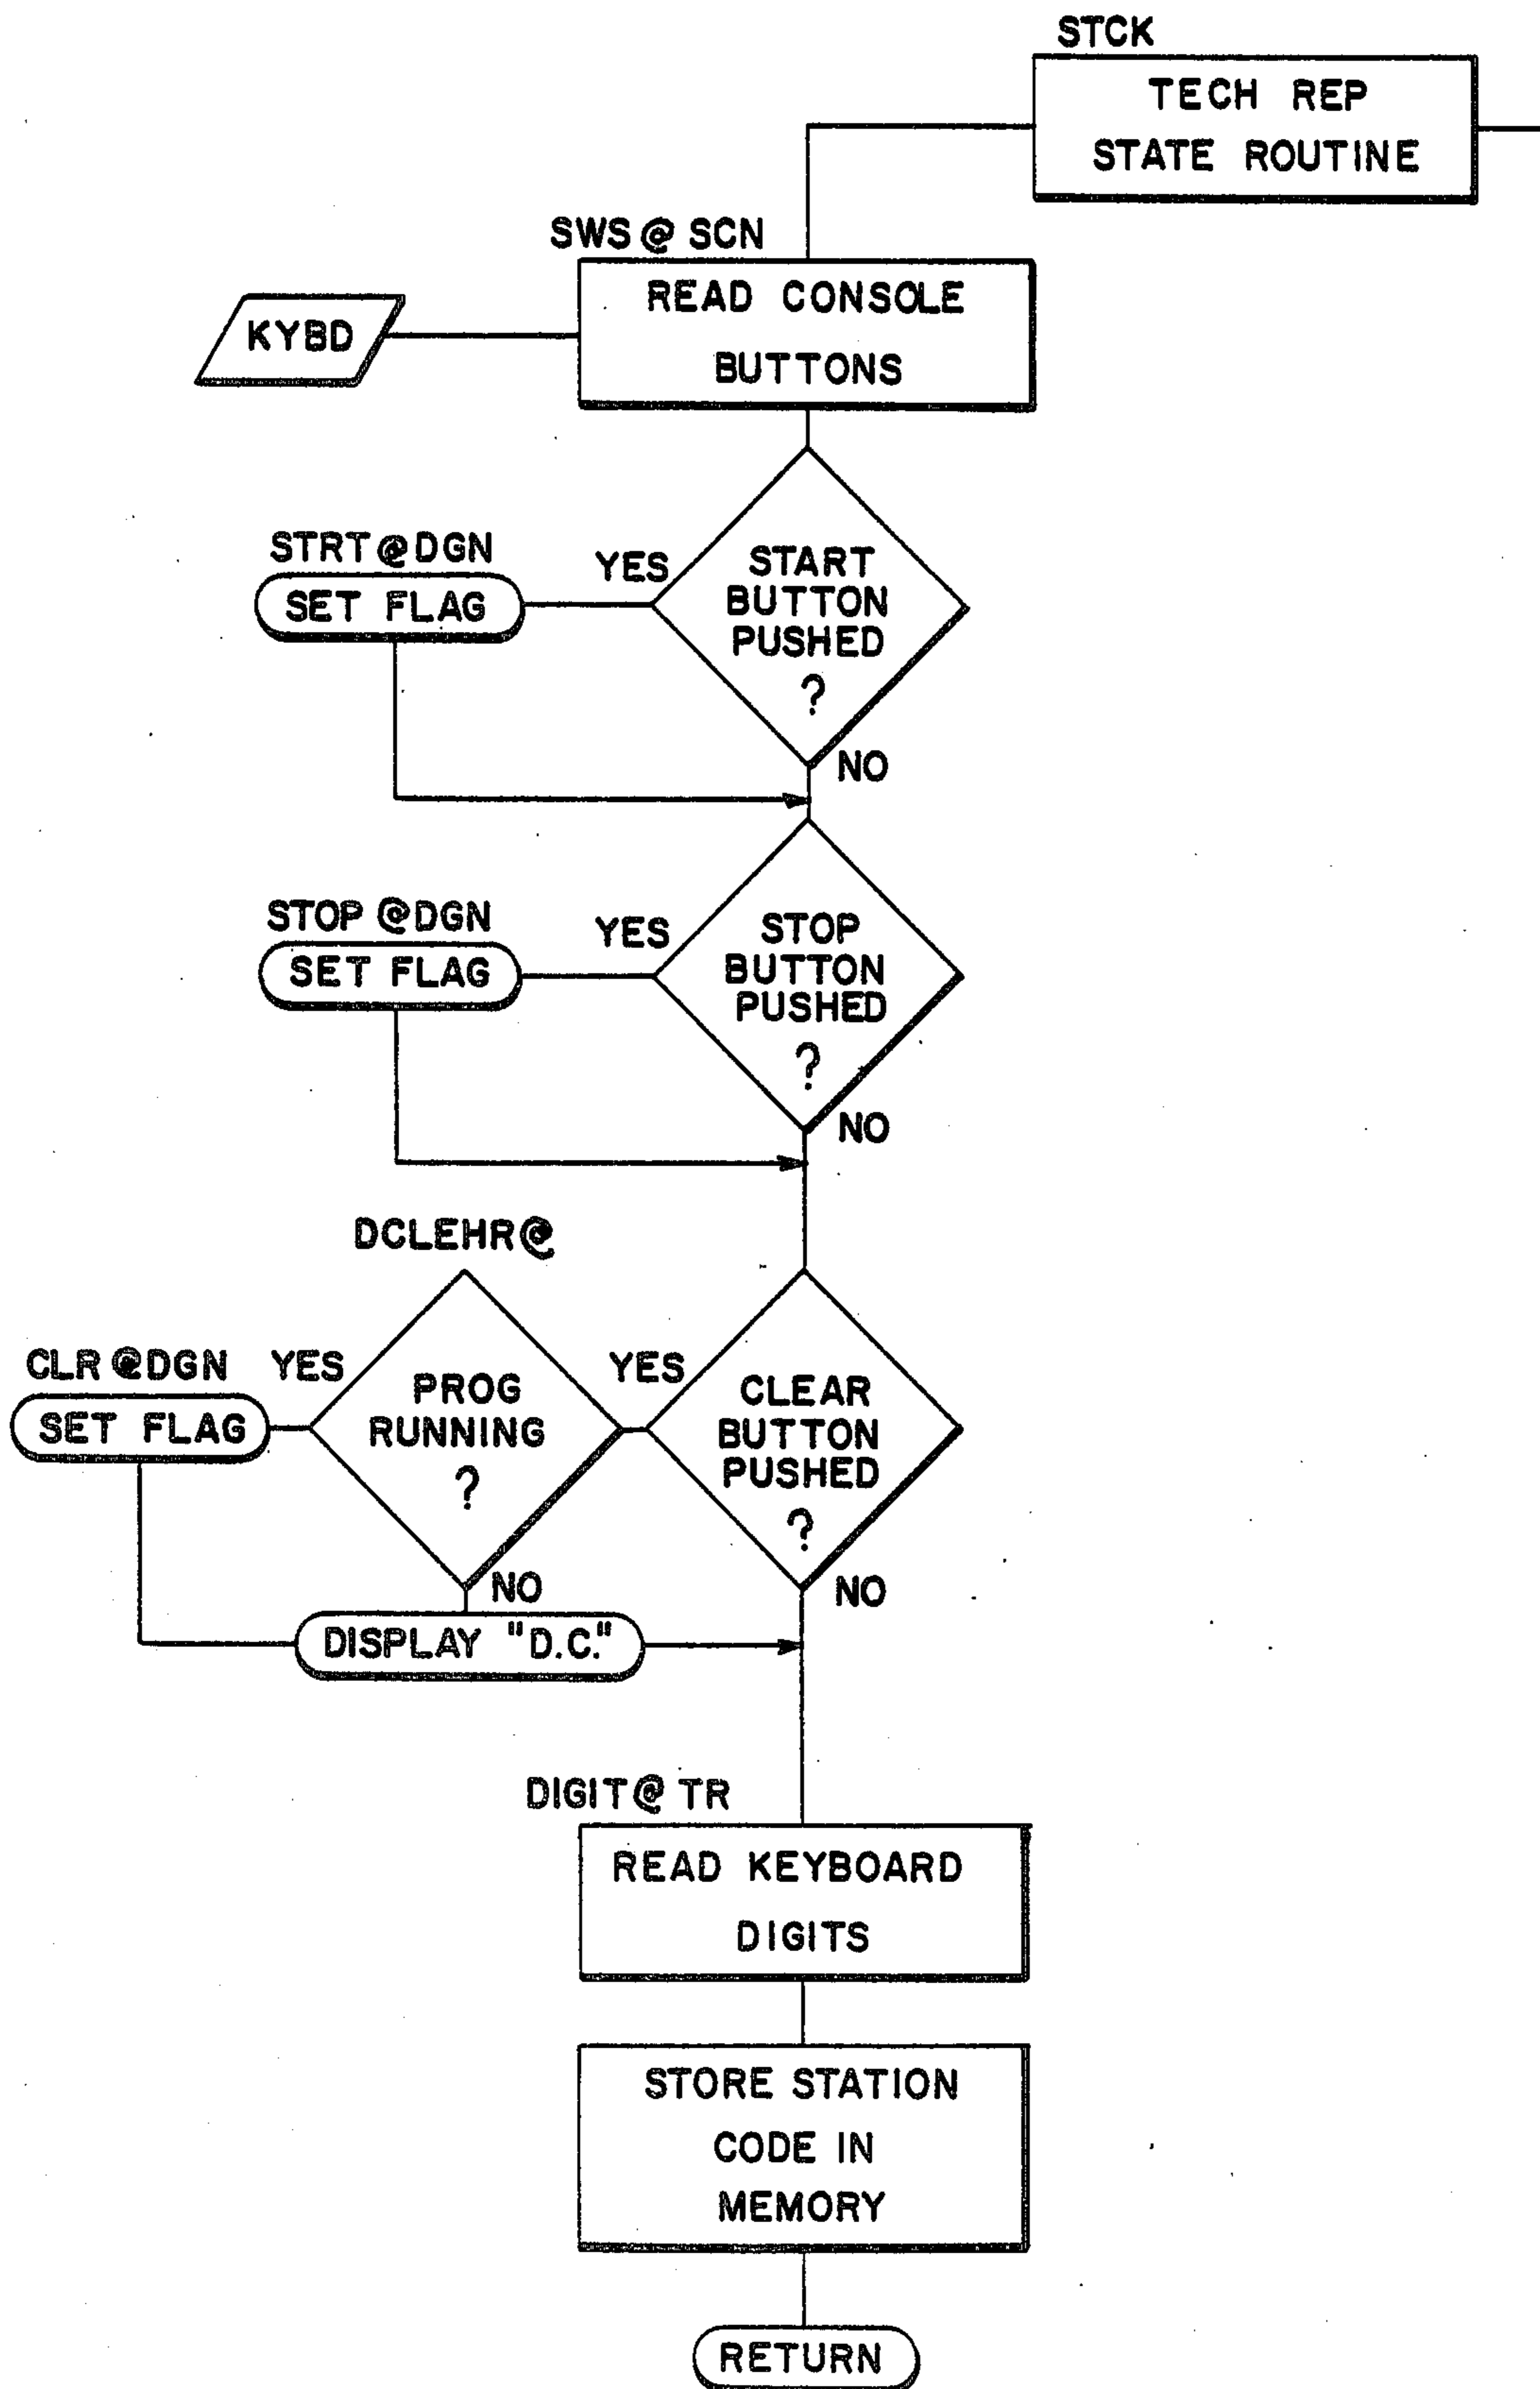 STCK
TECH REP
STATE ROUTINE
SWS @ SCN
READ CONSOLE
BUTTONS
KYBD
STRT @ DGN
SET FLAG
YES
START
BUTTON
PUSHED
?
NO
STOP @DGN
SET FLAG
YES
STOP
BUTTON
PUSHED
?
NO
DCLEHR@
CLR @DGN
SET FLAG
YES
PROG
RUNNING
?
NO
YES
CLEAR
BUTTON
PUSHED
?
NO
DISPLAY "D.C."
DIGIT@ TR
READ KEYBOARD
DIGITS
STORE STATION
CODE IN
MEMORY
RETURN